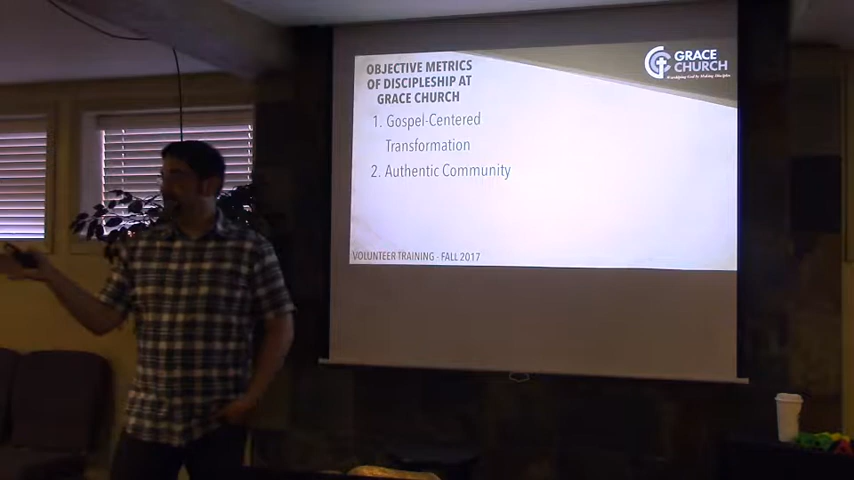 OBJECTIVE METRICS
OF DISCIPLESHIP AT
GRACE CHURCH
1. Gospel-Centered
Transformation
2. Authentic Community
GRACE
CHURCH
VOLUNTEER TRAINING - FALL 2017